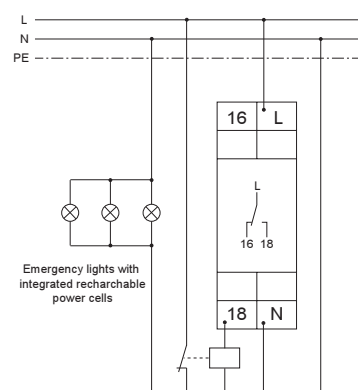 L
N
PE
16 L
L
16 18
Emergency lights with
integrated recharchable
power cells
18 N